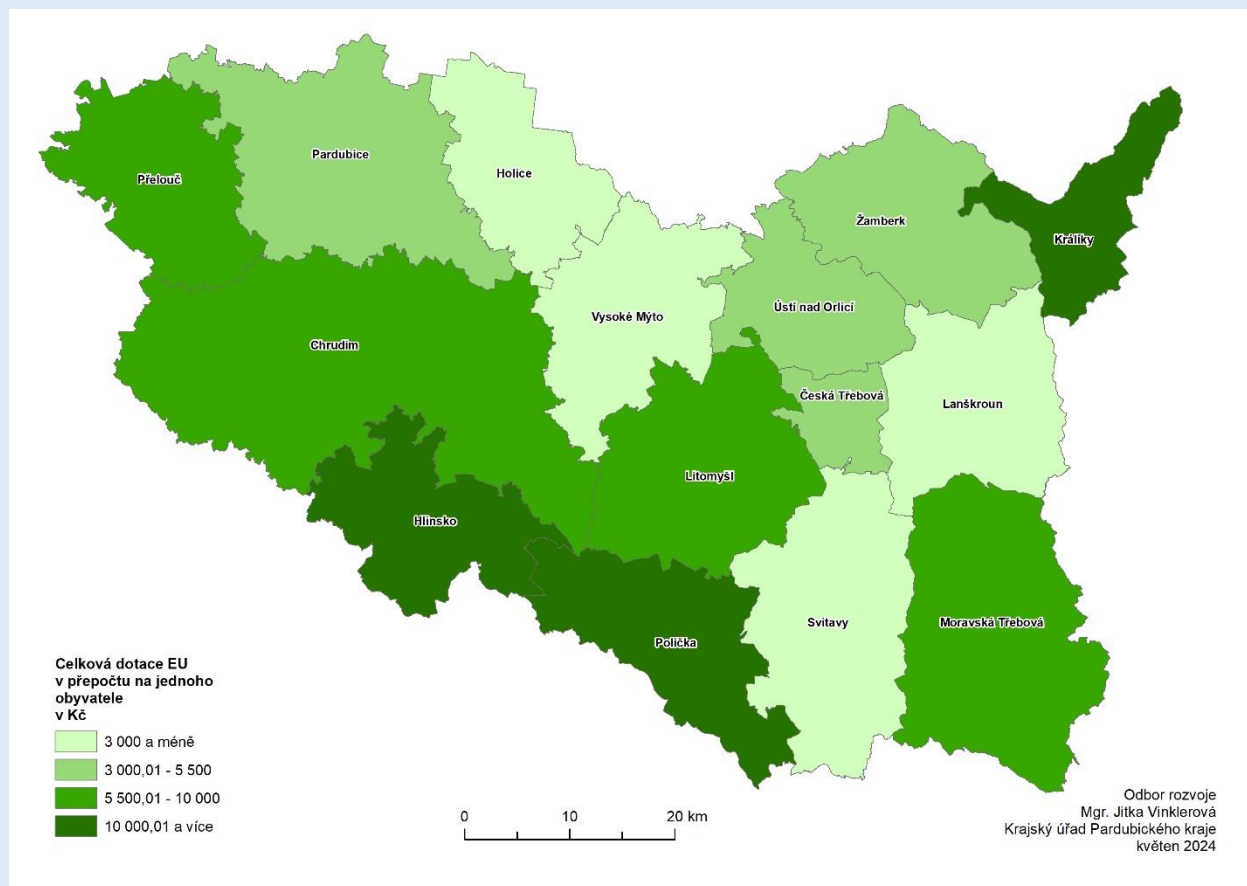 Přelouč
Pardubice
Holice
Žamberk
Králíky
Ústí nad Orlicí
Vysoké Mýto
Chrudim
Česká Třebová
Lanškroun
Litomyšl
Hlinsko
Polička
Svitavy
Moravská Třebová
Celková dotace EU
v přepočtu na jednoho
obyvatele
v Kč
3 000 a méně
3 000,01 - 5 500
5 500,01 - 10 000
10 000,01 a více
0 10 20 km
Odbor rozvoje
Mgr. Jitka Vinklerová
Krajský úřad Pardubického kraje
květen 2024